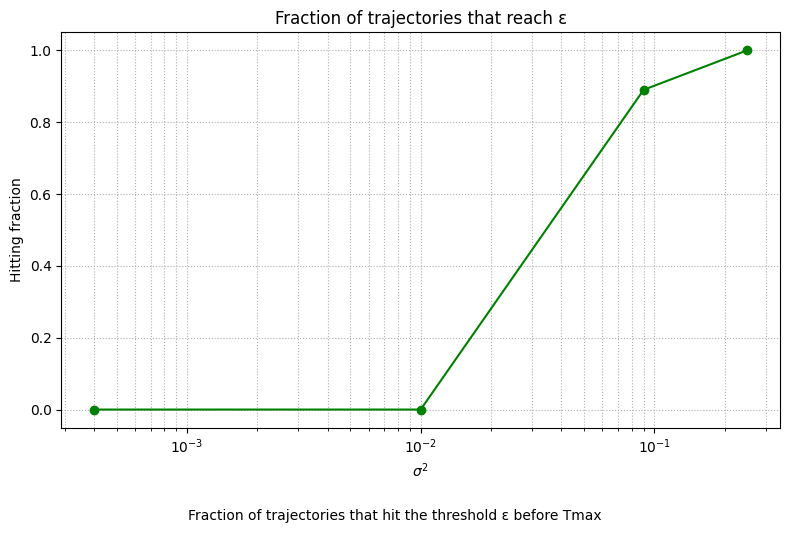 Fraction of trajectories that reach ε
Hitting fraction
1.0
0.8
0.6
0.4
0.2
0.0
10⁻³ 10⁻² 10⁻¹
σ²
Fraction of trajectories that hit the threshold ε before Tmax